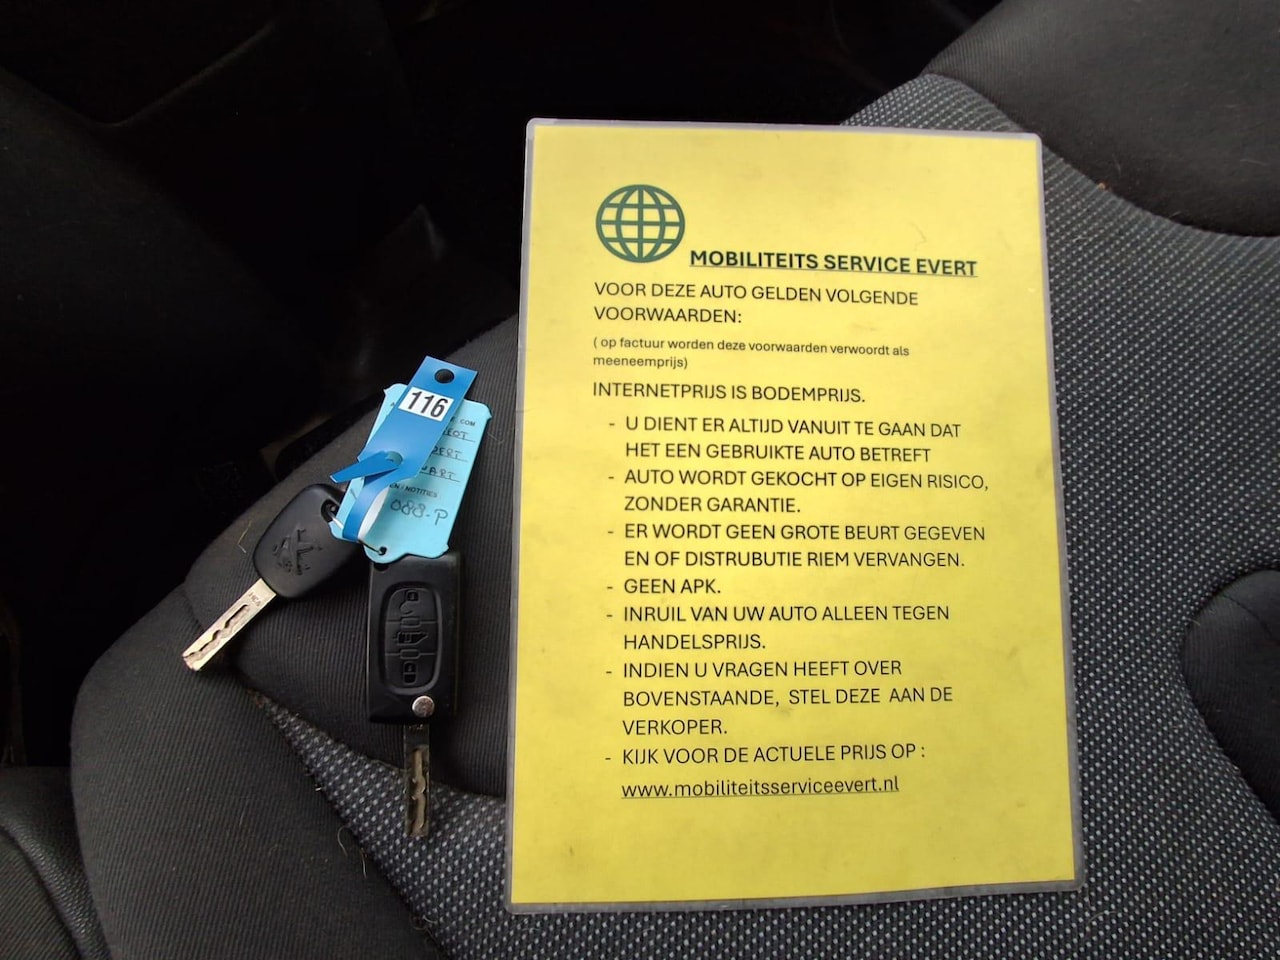 MOBILITEITS SERVICE EVERT
VOOR DEZE AUTO GELDEN VOLGENDE
VOORWAARDEN:
( op factuur worden deze voorwaarden verwoordt als
meeneemprijs)
INTERNETPRIJS IS BODEMPRIJS.
- U DIENT ER ALTIJD VANUIT TE GAAN DAT
HET EEN GEBRUIKTE AUTO BETREFT
- AUTO WORDT GEKOCHT OP EIGEN RISICO,
ZONDER GARANTIE.
- ER WORDT GEEN GROTE BEURT GEGEVEN
EN OF DISTRUBUTIE RIEM VERVANGEN.
- GEEN APK.
- INRUIL VAN UW AUTO ALLEEN TEGEN
HANDELSPRIJS.
- INDIEN U VRAGEN HEEFT OVER
BOVENSTAANDE, STEL DEZE AAN DE
VERKOPER.
- KIJK VOOR DE ACTUELE PRIJS OP :
www.mobiliteitsserviceevert.nl
116
COM
NOTITIES
088-P